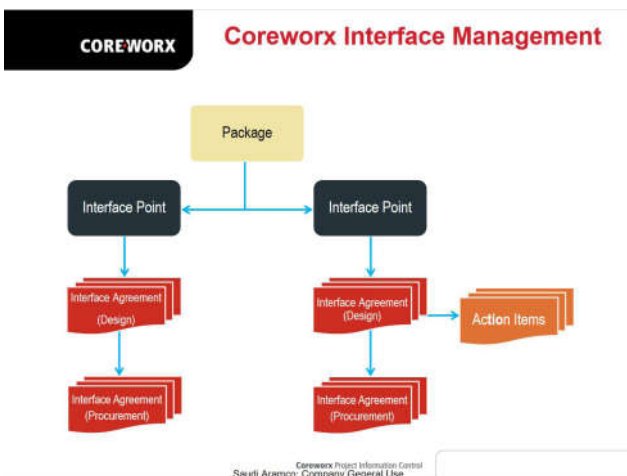 COREWORX
Coreworx Interface Management
Package
Interface Point
Interface Point
Interface Agreement
(Design)
Interface Agreement
(Design)
Action Items
Interface Agreement
(Procurement)
Interface Agreement
(Procurement)
Coreworx Project Information Control
Saudi Aramco: Company General Use